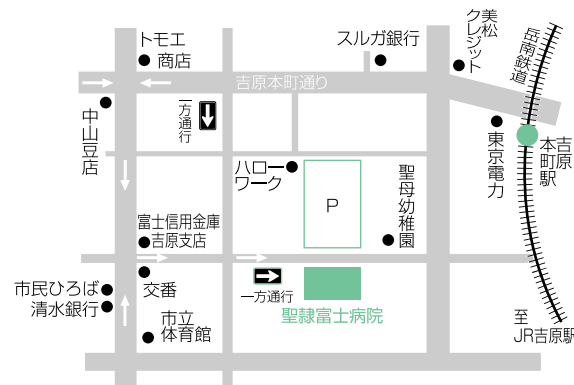 トモエ
商店
スルガ銀行
美松
クレジット
岳南鉄道
吉原本町通り
中山豆店
一方通行
ハロー
ワーク
P
聖母幼稚園
東京電力
吉原
本町駅
富士信用金庫
吉原支店
市民ひろば
清水銀行
交番
一方通行
市立
体育館
聖隷富士病院
至
JR吉原駅